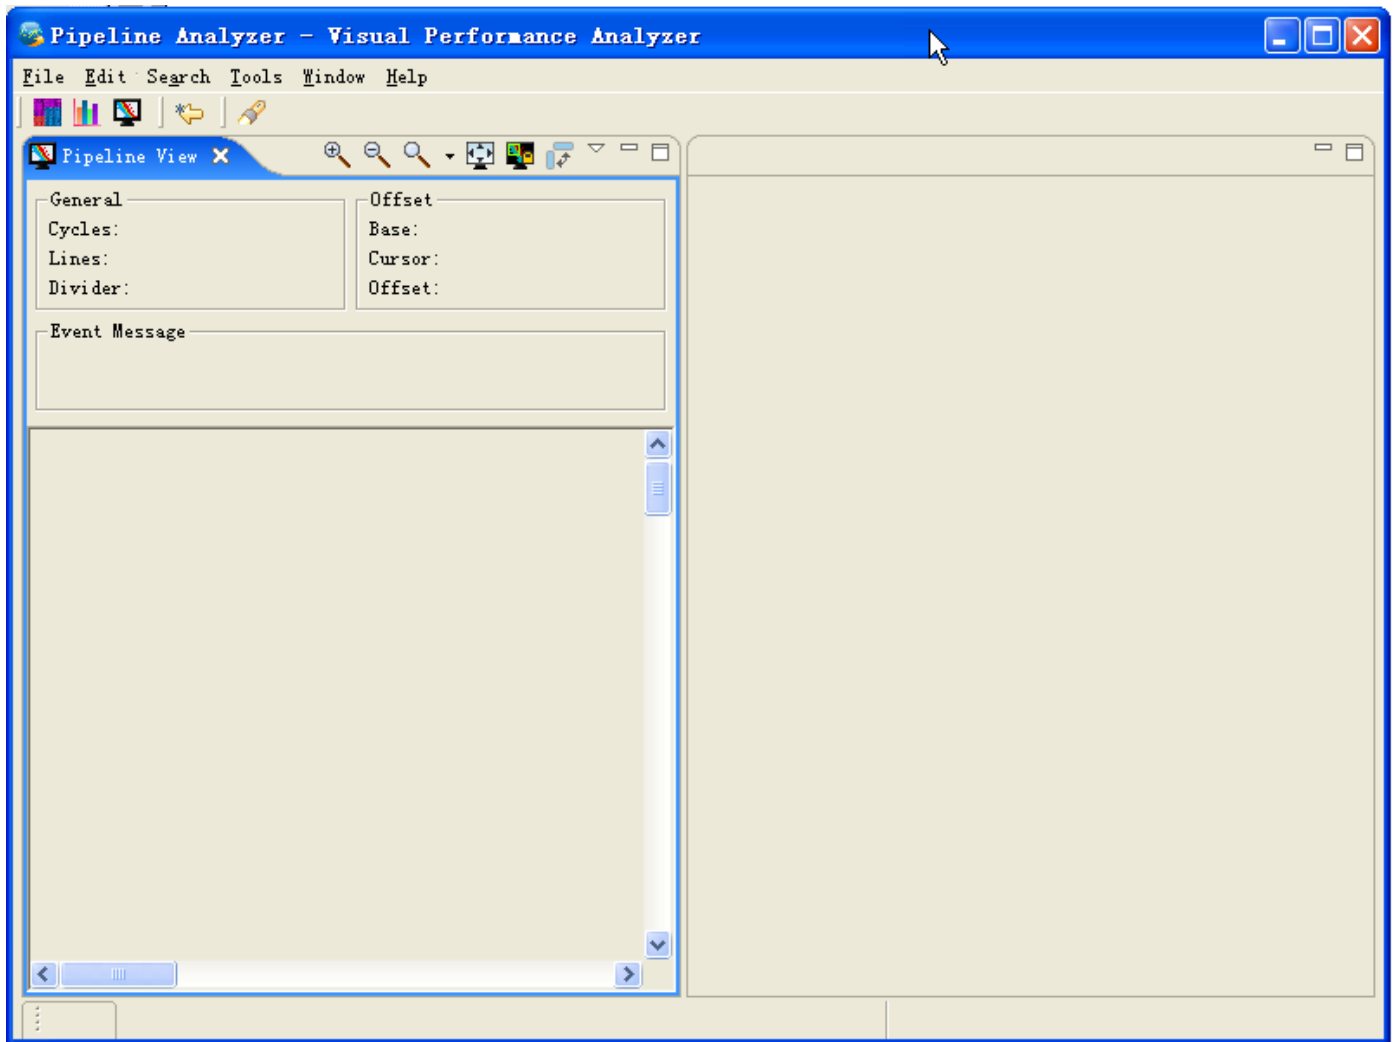 Pipeline Analyzer - Visual Performance Analyzer
File Edit Search Tools Window Help
Pipeline View
General
Offset
Cycles:
Base:
Lines:
Cursor:
Divider:
Offset:
Event Message